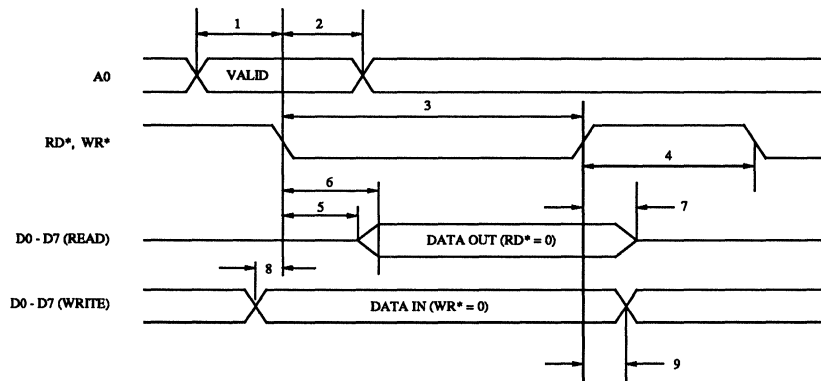 1 2
A0 VALID
3
RD*, WR*
4
6
5 7
D0 - D7 (READ) DATA OUT (RD* = 0)
8
D0 - D7 (WRITE) DATA IN (WR* = 0)
9